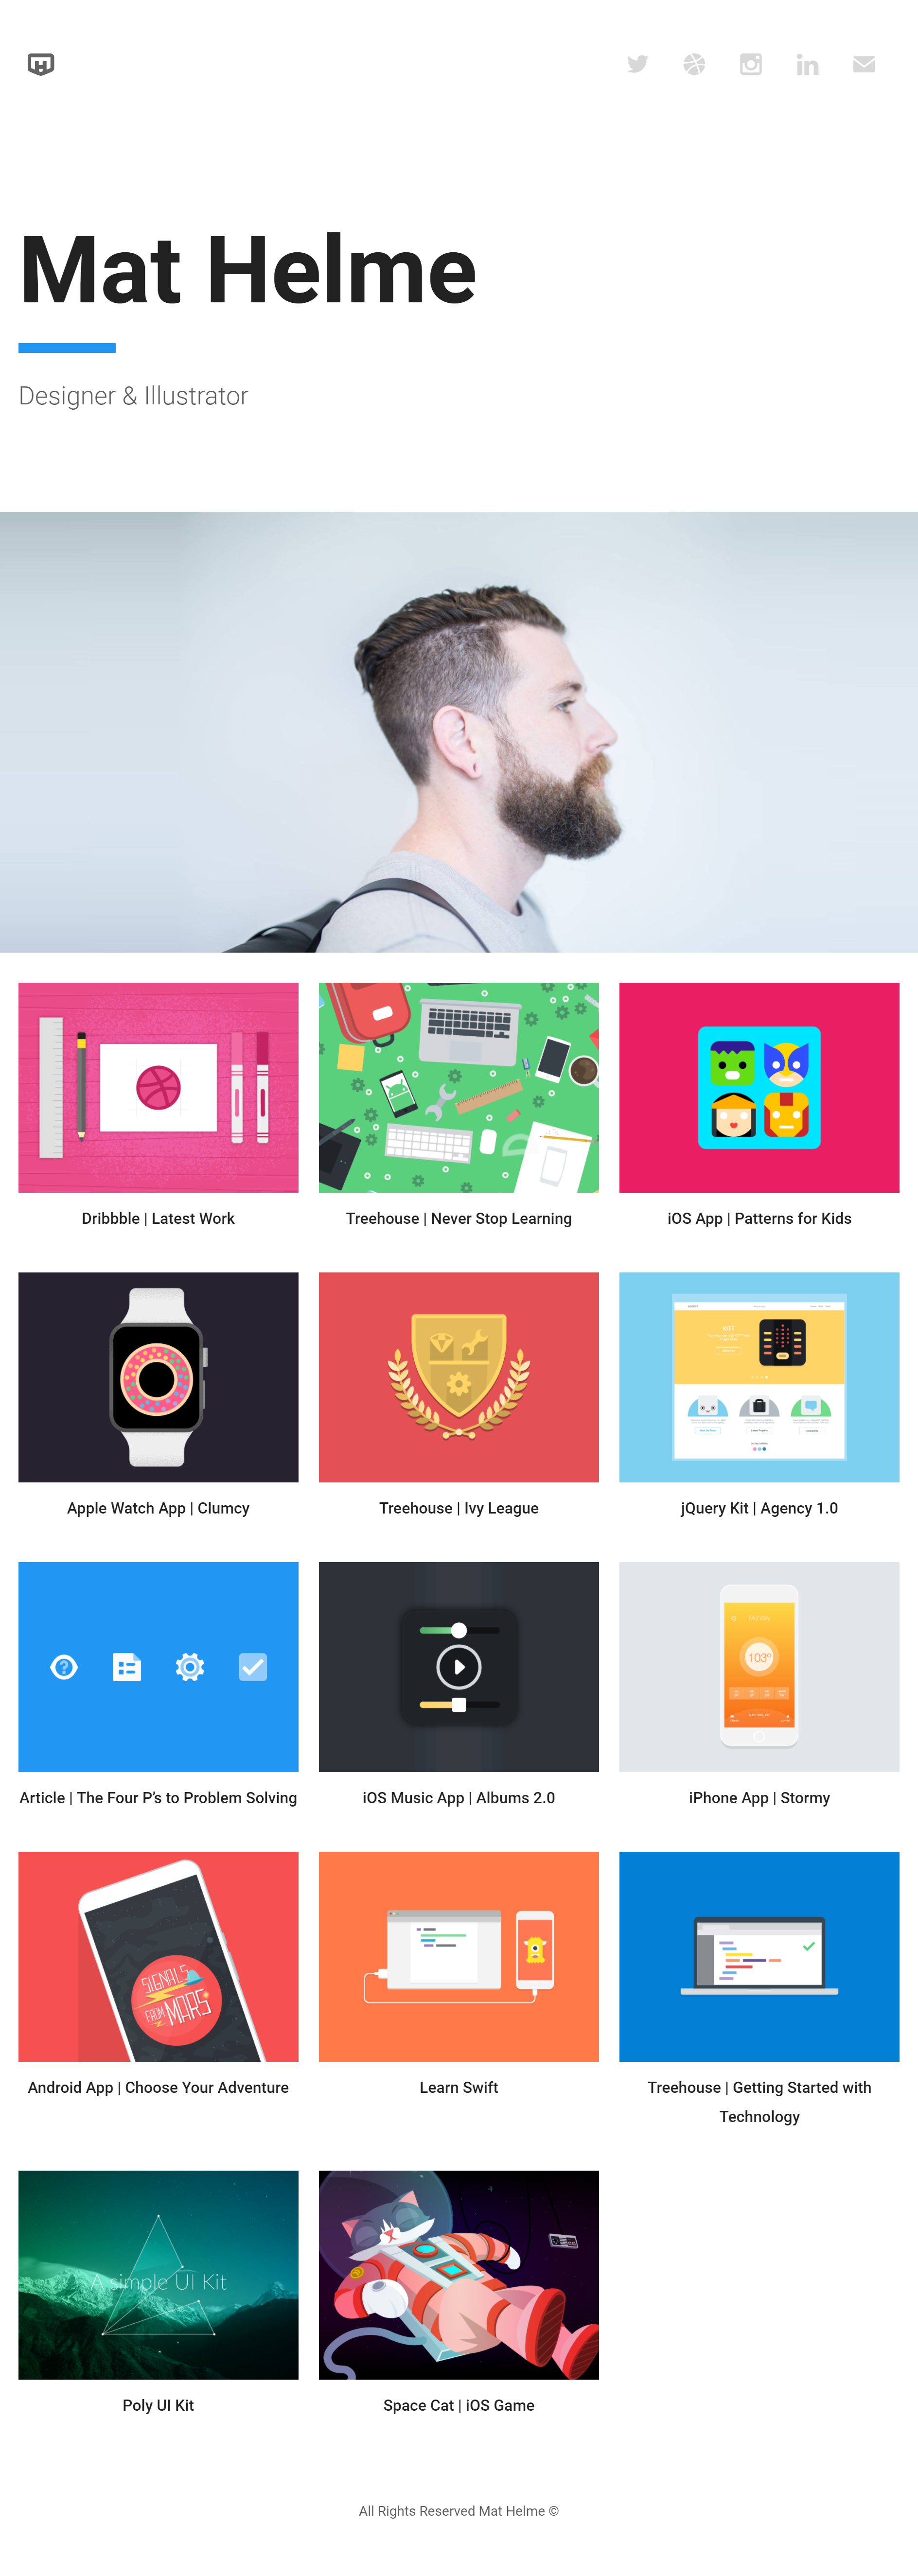 Mat Helme
Designer & Illustrator
Dribbble | Latest Work
Treehouse | Never Stop Learning
iOS App | Patterns for Kids
KITT
Apple Watch App | Clumcy
Treehouse | Ivy League
jQuery Kit | Agency 1.0
Monday
103°
Article | The Four P's to Problem Solving
iOS Music App | Albums 2.0
iPhone App | Stormy
SIGNALS
FROM MARS
Android App | Choose Your Adventure
Learn Swift
Treehouse | Getting Started with
Technology
A simple UI Kit
Poly UI Kit
Space Cat | iOS Game
All Rights Reserved Mat Helme ©